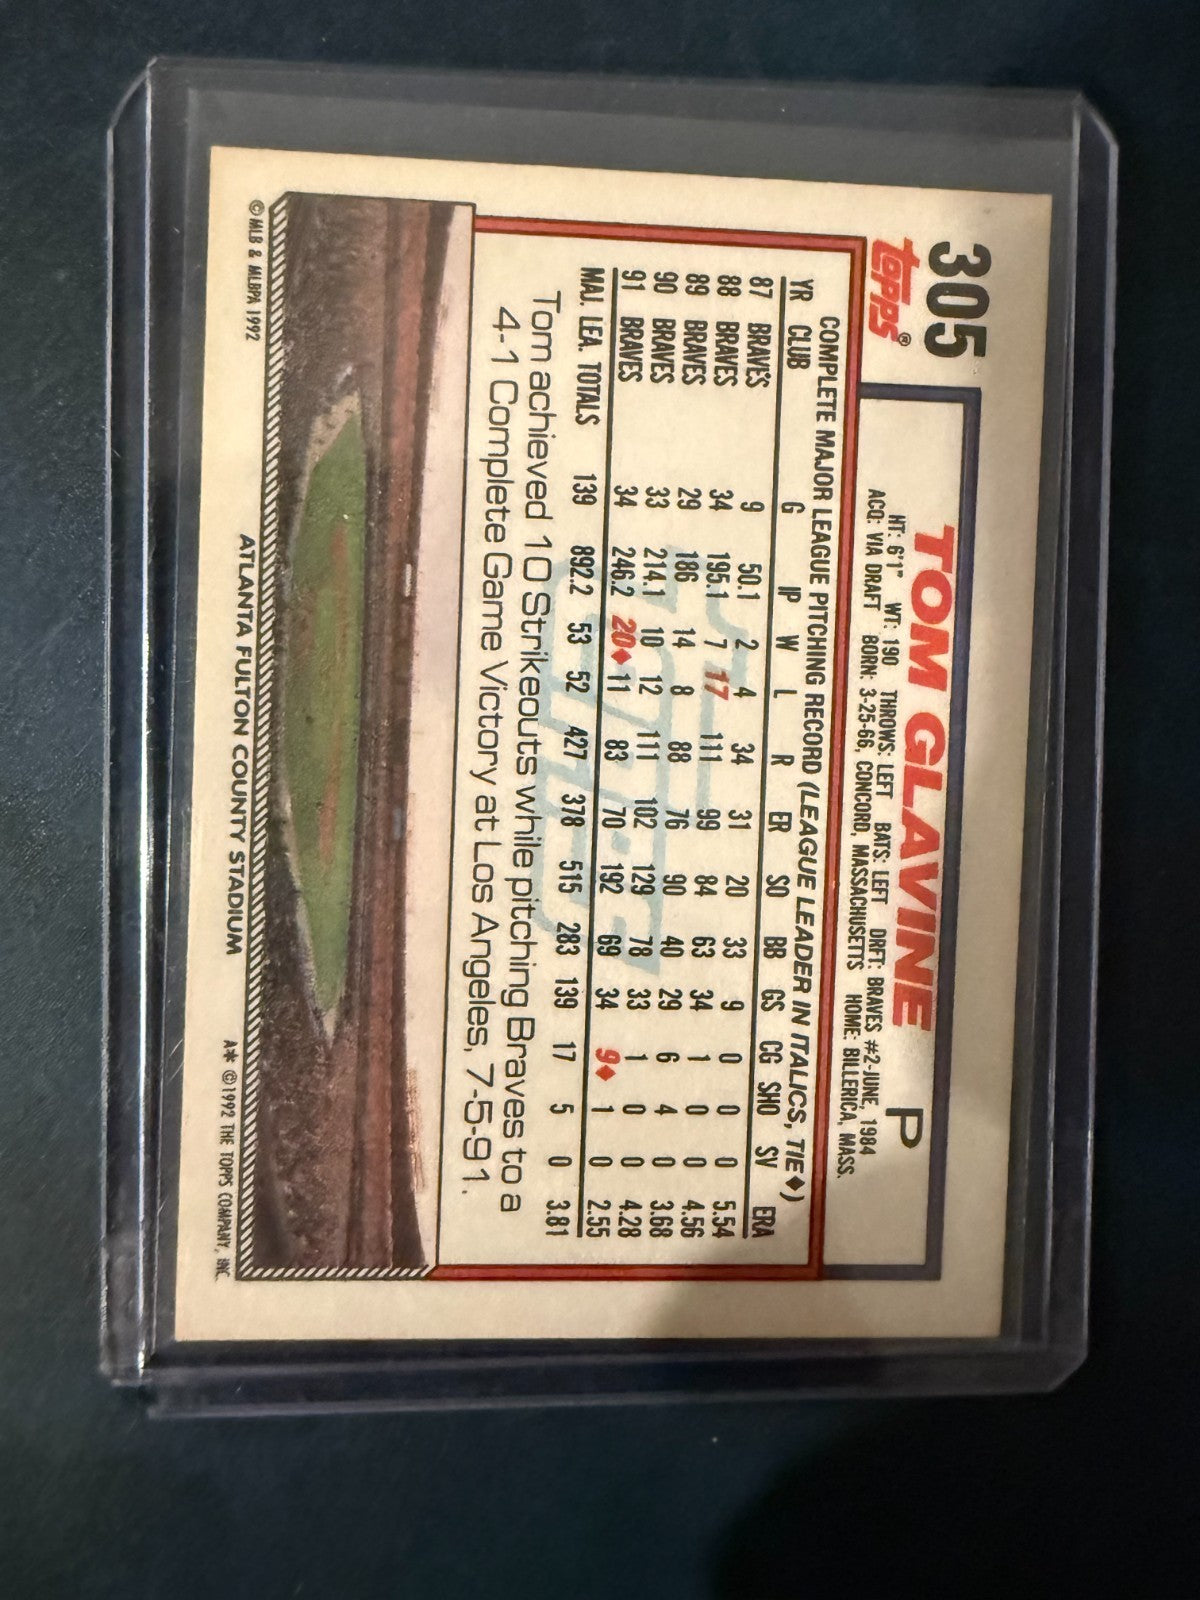 305
topps®
TOM GLAVINE P
HT: 6'1" WT: 190 THROWS: LEFT BATS: LEFT DRFT: BRAVES #2-JUNE, 1984
ACQ: VIA DRAFT BORN: 3-25-66, CONCORD, MASSACHUSETTS HOME: BILLERICA, MASS.
COMPLETE MAJOR LEAGUE PITCHING RECORD (LEAGUE LEADER IN ITALICS, TIE♦)
YR CLUB G IP W L R ER SO BB GS CG SHO SV ERA
87 BRAVES 9 50.1 2 4 34 31 20 33 9 0 0 0 5.54
88 BRAVES 34 195.1 7 17 111 99 84 63 34 1 0 0 4.56
89 BRAVES 29 186 14 8 88 76 90 40 29 6 4 0 3.68
90 BRAVES 33 214.1 10 12 111 102 129 78 33 1 0 0 4.28
91 BRAVES 34 246.2 20♦ 11 83 70 192 69 34 9♦ 1 0 2.55
MAJ. LEA. TOTALS 139 892.2 53 52 427 378 515 283 139 17 5 0 3.81
Tom achieved 10 Strikeouts while pitching Braves to a
4-1 Complete Game Victory at Los Angeles, 7-5-91.
© MLB & MLBPA 1992 ATLANTA FULTON COUNTY STADIUM A* ©1992 THE TOPPS COMPANY, INC.